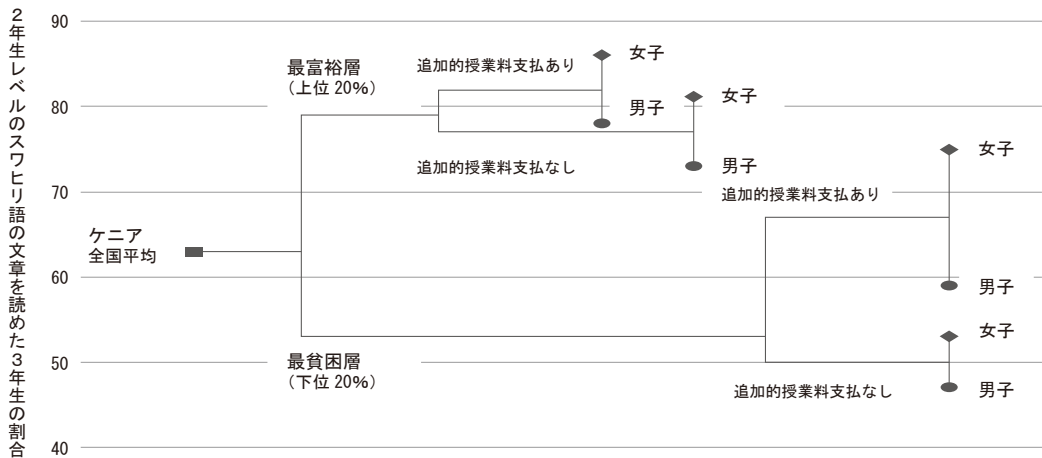 2年生レベルのスワヒリ語の文章を読めた3年生の割合
90
80
70
60
50
40
ケニア
全国平均
最富裕層
（上位20%）
追加的授業料支払あり
女子
男子
追加的授業料支払なし
女子
男子
最貧困層
（下位20%）
追加的授業料支払あり
女子
男子
追加的授業料支払なし
女子
男子